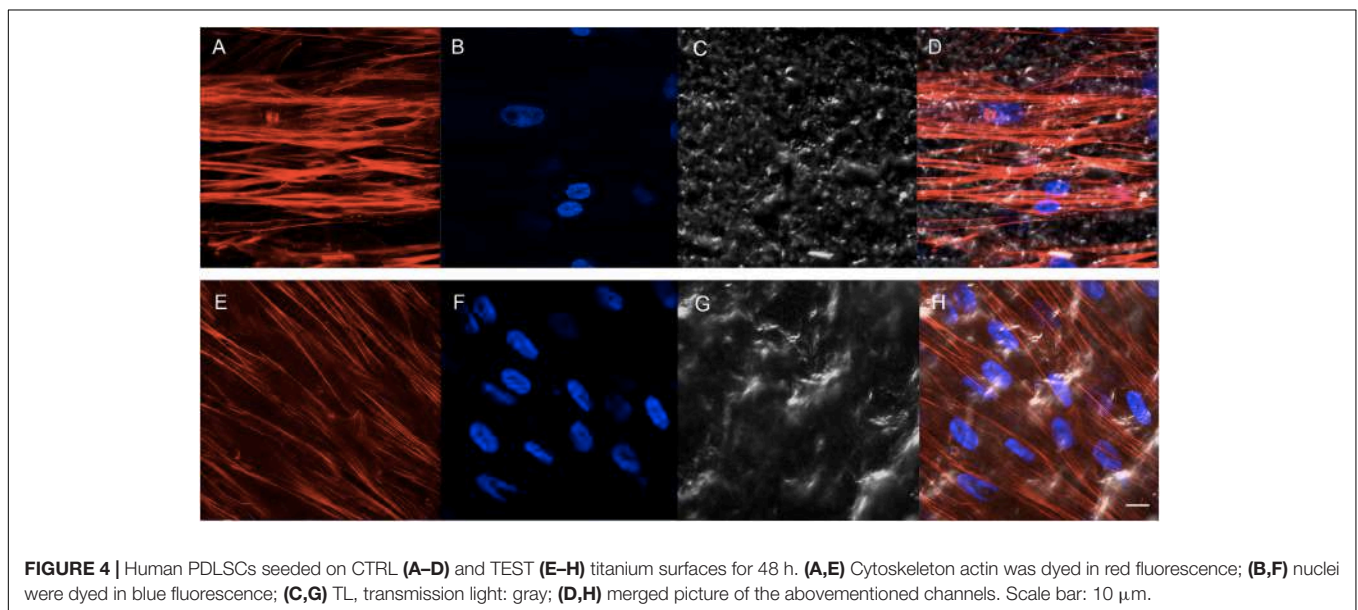 A B C D
E F G H
FIGURE 4 | Human PDLSCs seeded on CTRL (A–D) and TEST (E–H) titanium surfaces for 48 h. (A,E) Cytoskeleton actin was dyed in red fluorescence; (B,F) nuclei
were dyed in blue fluorescence; (C,G) TL, transmission light: gray; (D,H) merged picture of the abovementioned channels. Scale bar: 10 μm.